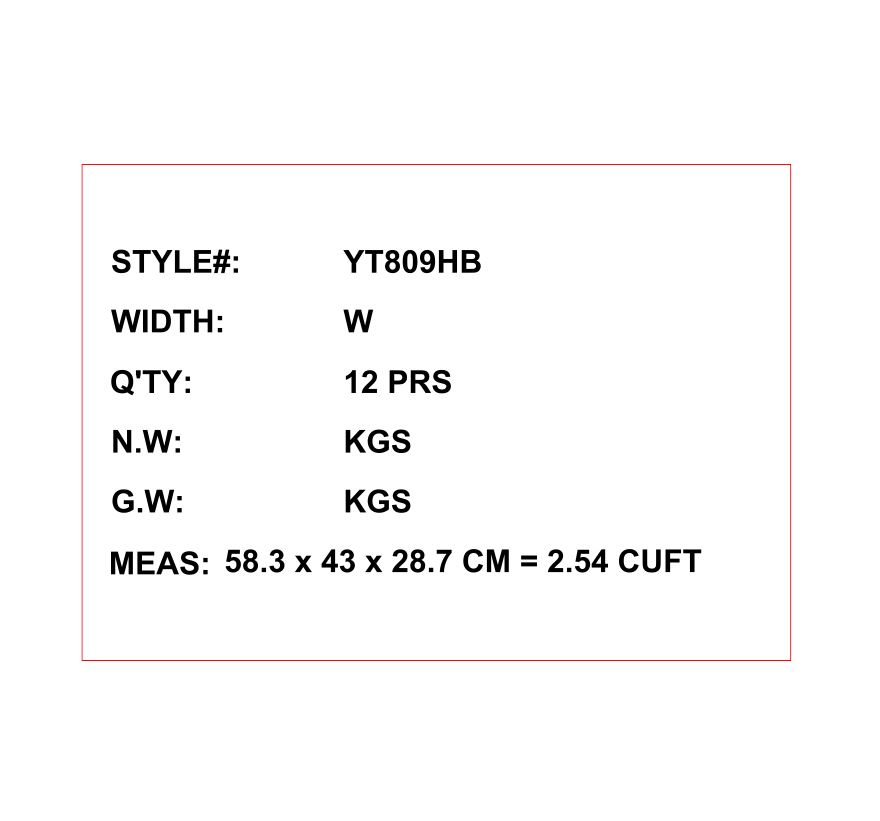 STYLE#: YT809HB
WIDTH: W
Q'TY: 12 PRS
N.W: KGS
G.W: KGS
MEAS: 58.3 x 43 x 28.7 CM = 2.54 CUFT